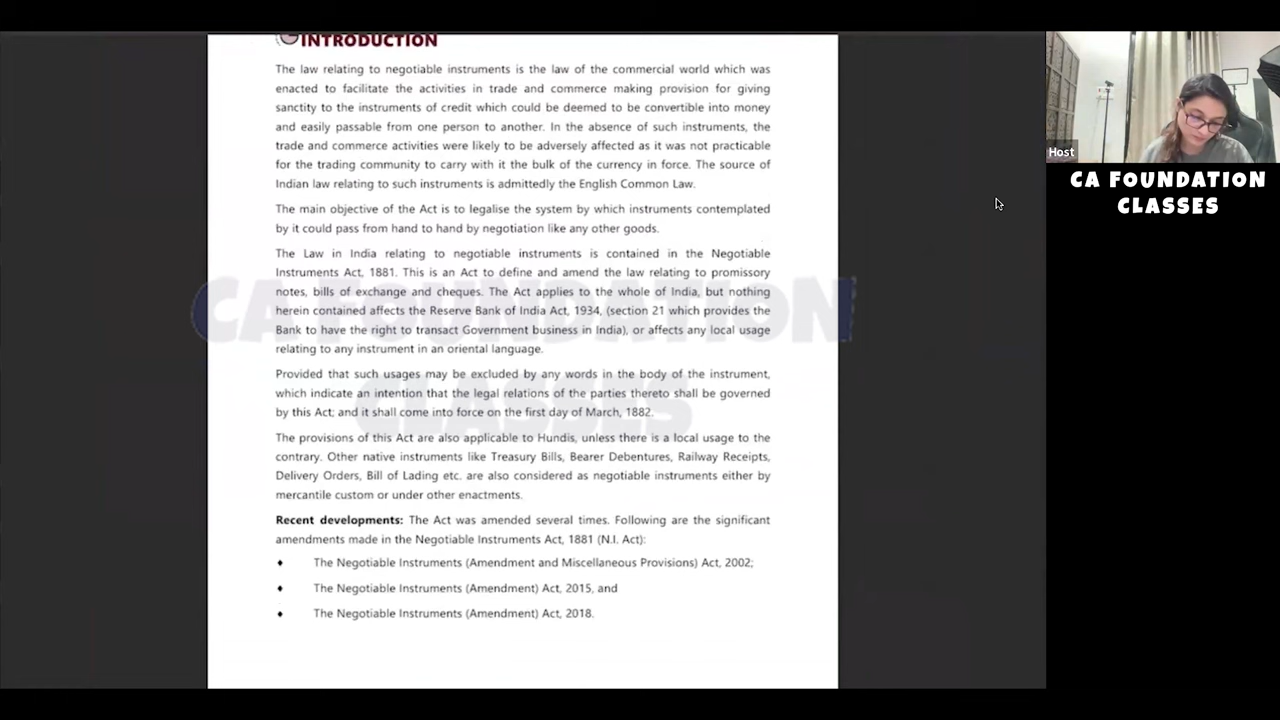 INTRODUCTION
The law relating to negotiable instruments is the law of the commercial world which was
enacted to facilitate the activities in trade and commerce making provision for giving
sanctity to the instruments of credit which could be deemed to be convertible into money
and easily passable from one person to another. In the absence of such instruments, the
trade and commerce activities were likely to be adversely affected as it was not practicable
for the trading community to carry with it the bulk of the currency in force. The source of
Indian law relating to such instruments is admittedly the English Common Law.
The main objective of the Act is to legalise the system by which instruments contemplated
by it could pass from hand to hand by negotiation like any other goods.
The Law in India relating to negotiable instruments is contained in the Negotiable
Instruments Act, 1881. This is an Act to define and amend the law relating to promissory
notes, bills of exchange and cheques. The Act applies to the whole of India, but nothing
herein contained affects the Reserve Bank of India Act, 1934, (section 21 which provides the
Bank to have the right to transact Government business in India), or affects any local usage
relating to any instrument in an oriental language.
Provided that such usages may be excluded by any words in the body of the instrument,
which indicate an intention that the legal relations of the parties thereto shall be governed
by this Act; and it shall come into force on the first day of March, 1882.
The provisions of this Act are also applicable to Hundis, unless there is a local usage to the
contrary. Other native instruments like Treasury Bills, Bearer Debentures, Railway Receipts,
Delivery Orders, Bill of Lading etc. are also considered as negotiable instruments either by
mercantile custom or under other enactments.
Recent developments: The Act was amended several times. Following are the significant
amendments made in the Negotiable Instruments Act, 1881 (N.I. Act):
♦ The Negotiable Instruments (Amendment and Miscellaneous Provisions) Act, 2002;
♦ The Negotiable Instruments (Amendment) Act, 2015, and
♦ The Negotiable Instruments (Amendment) Act, 2018.
CA FOUNDATION
CLASSES
Host
CA FOUNDATION
CLASSES